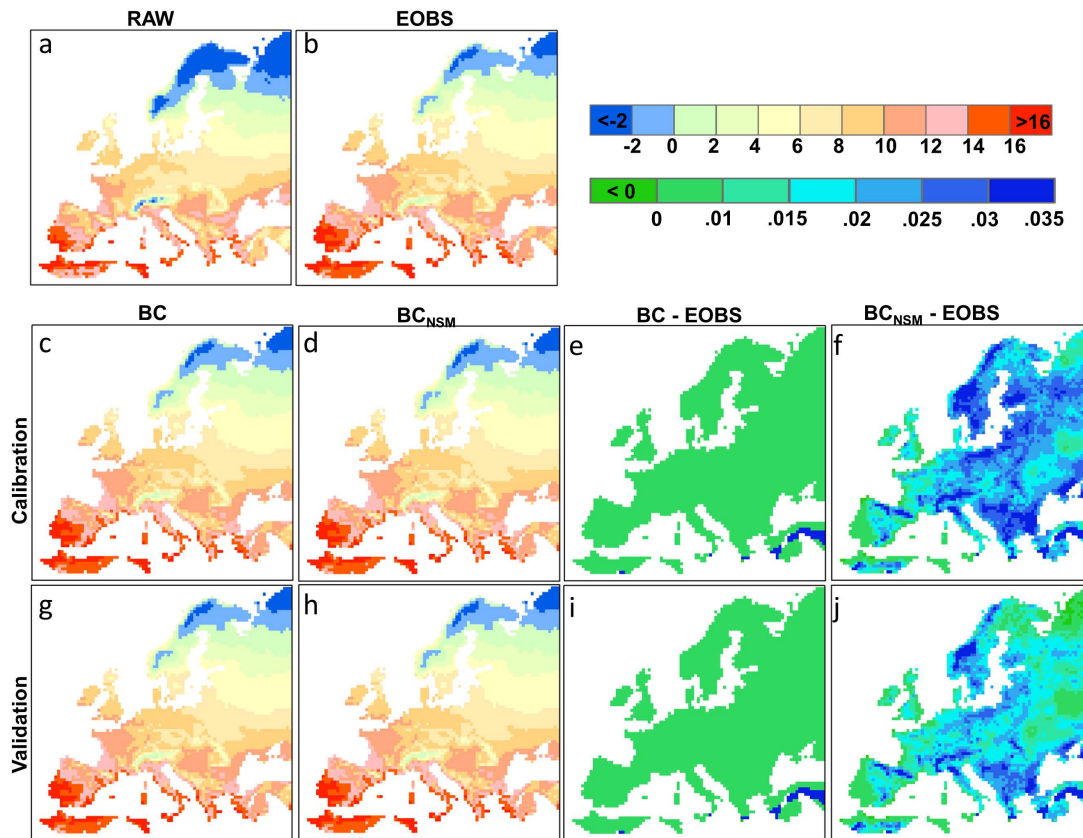 RAW EOBS
a b
<-2 >16
-2 0 2 4 6 8 10 12 14 16
< 0
0 .01 .015 .02 .025 .03 .035
BC BCNSM BC - EOBS BCNSM - EOBS
c d e f
Calibration
g h i j
Validation